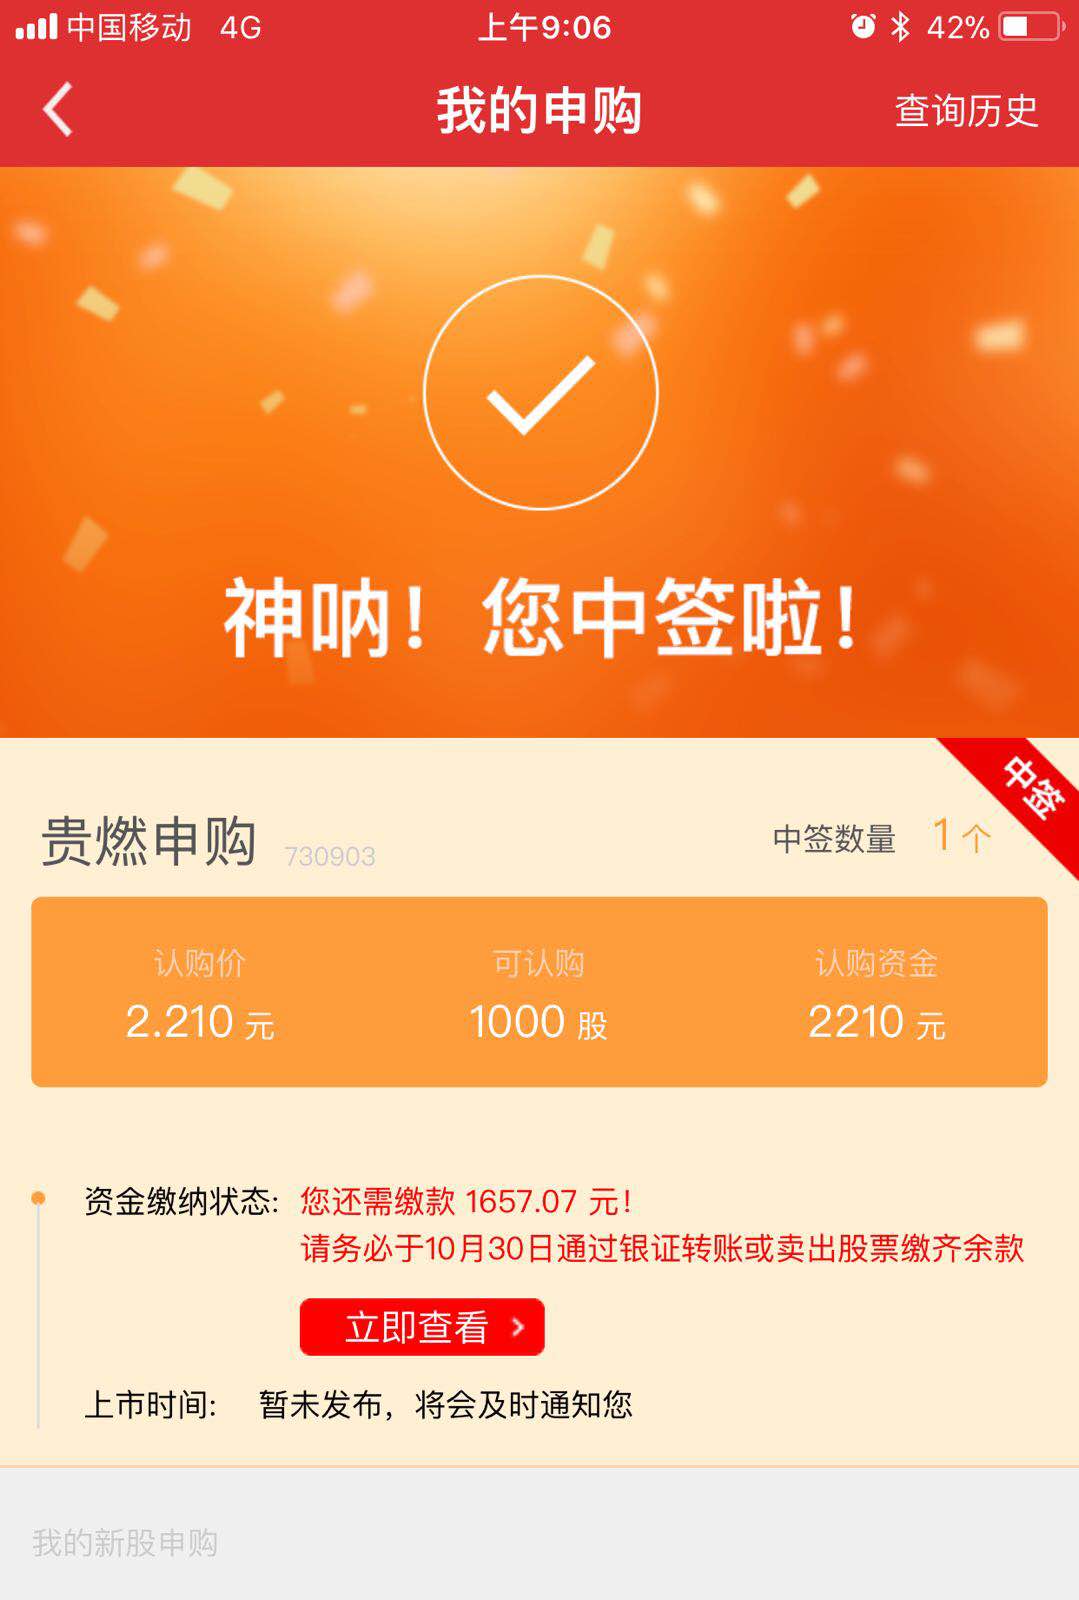 中国移动 4G 上午9:06 42%
我的申购 查询历史
神呐！您中签啦！
中签
贵燃申购 730903 中签数量 1个
认购价 可认购 认购资金
2.210 元 1000 股 2210 元
资金缴纳状态: 您还需缴款 1657.07 元！
请务必于10月30日通过银证转账或卖出股票缴齐余款
立即查看
上市时间: 暂未发布，将会及时通知您
我的新股申购